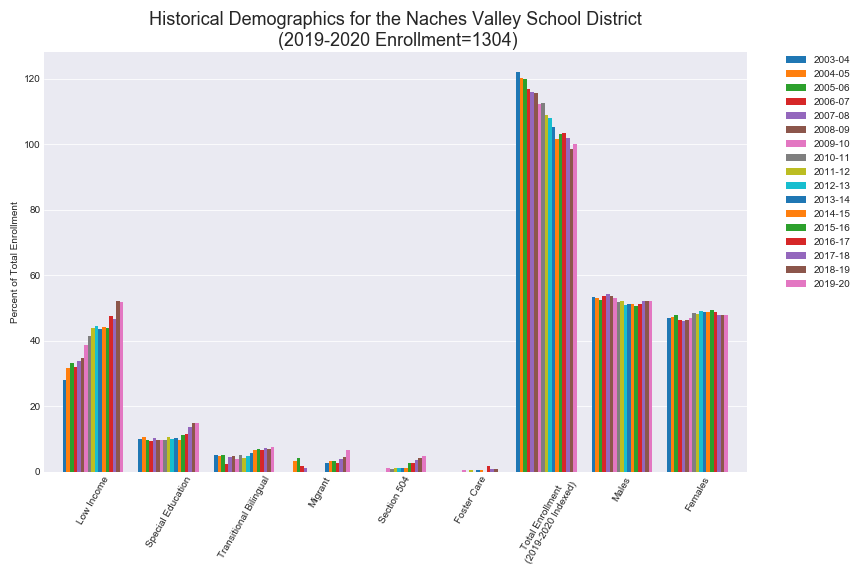 Historical Demographics for the Naches Valley School District
(2019-2020 Enrollment=1304)
Percent of Total Enrollment
120
100
80
60
40
20
0
Low Income
Special Education
Transitional Bilingual
Migrant
Section 504
Foster Care
Total Enrollment
(2019-2020 Indexed)
Males
Females
2003-04
2004-05
2005-06
2006-07
2007-08
2008-09
2009-10
2010-11
2011-12
2012-13
2013-14
2014-15
2015-16
2016-17
2017-18
2018-19
2019-20